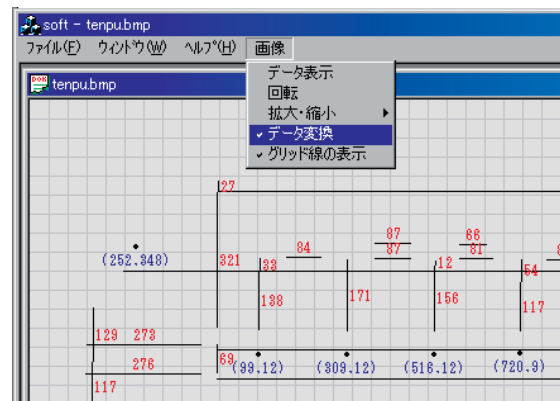 soft - tenpu.bmp
ファイル(F) ウィンドウ(W) ヘルプ(H) 画像
tenpu.bmp
データ表示
回転
拡大・縮小
データ変換
グリッド線の表示
27
87
66
84
87
81
(252.348)
321
33
12
54
138
171
156
117
129 273
276
69
(99.12) (309.12) (516.12) (720.9)
117